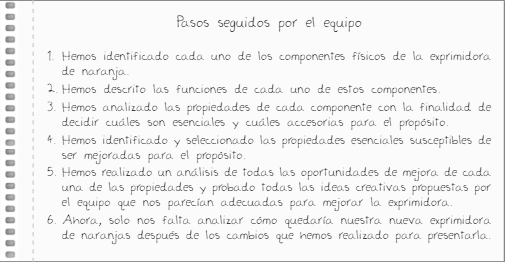 Pasos seguidos por el equipo
1. Hemos identificado cada uno de los componentes físicos de la exprimidora
de naranja.
2. Hemos descrito las funciones de cada uno de estos componentes.
3. Hemos analizado las propiedades de cada componente con la finalidad de
decidir cuáles son esenciales y cuáles accesorias para el propósito.
4. Hemos identificado y seleccionado las propiedades esenciales susceptibles de
ser mejoradas para el propósito.
5. Hemos realizado un análisis de todas las oportunidades de mejora de cada
una de las propiedades y probado todas las ideas creativas propuestas por
el equipo que nos parecían adecuadas para mejorar la exprimidora.
6. Ahora, solo nos falta analizar cómo quedaría nuestra nueva exprimidora
de naranjas después de los cambios que hemos realizado para presentarla.